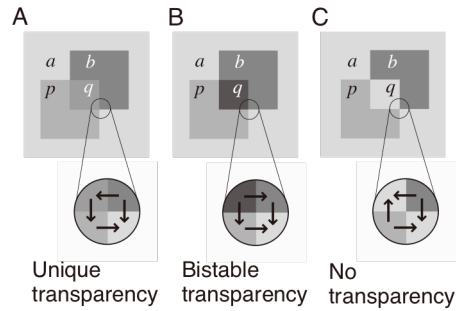 A B C
a b a b a b
p q p q p q
Unique Bistable No
transparency transparency transparency